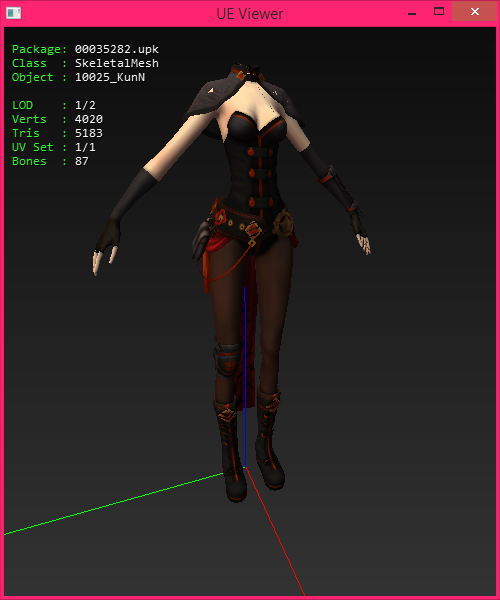 UE Viewer
Package: 00035282.upk
Class  : SkeletalMesh
Object : 10025_KunN
LOD    : 1/2
Verts  : 4020
Tris   : 5183
UV Set : 1/1
Bones  : 87